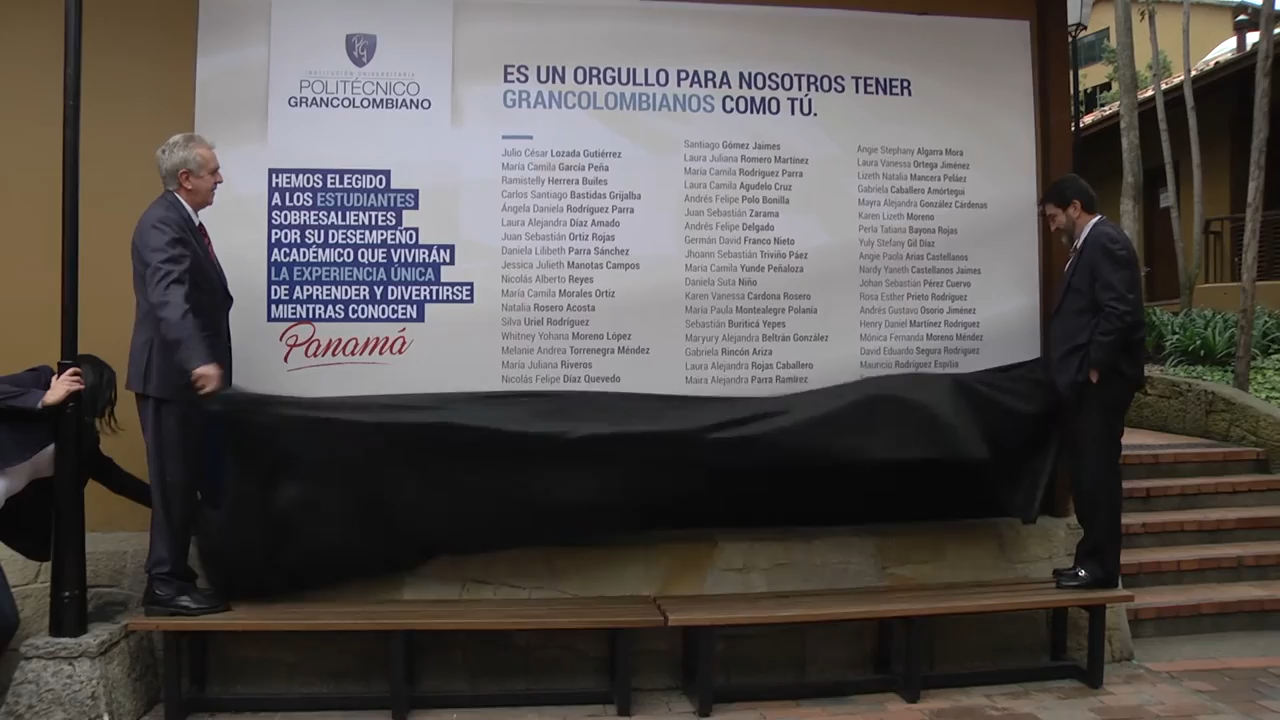 PG
INSTITUCIÓN UNIVERSITARIA
POLITÉCNICO
GRANCOLOMBIANO
HEMOS ELEGIDO
A LOS ESTUDIANTES
SOBRESALIENTES
POR SU DESEMPEÑO
ACADÉMICO QUE VIVIRÁN
LA EXPERIENCIA ÚNICA
DE APRENDER Y DIVERTIRSE
MIENTRAS CONOCEN
Panamá
ES UN ORGULLO PARA NOSOTROS TENER
GRANCOLOMBIANOS COMO TÚ.
Julio César Lozada Gutiérrez
María Camila García Peña
Ramistelly Herrera Builes
Carlos Santiago Bastidas Grijalba
Ángela Daniela Rodríguez Parra
Laura Alejandra Díaz Amado
Juan Sebastián Ortiz Rojas
Daniela Lilibeth Parra Sánchez
Jessica Julieth Manotas Campos
Nicolás Alberto Reyes
María Camila Morales Ortiz
Natalia Rosero Acosta
Silva Uriel Rodríguez
Whitney Yohana Moreno López
Melanie Andrea Torrenegra Méndez
María Juliana Riveros
Nicolás Felipe Díaz Quevedo
Santiago Gómez Jaimes
Laura Juliana Romero Martínez
María Camila Rodríguez Parra
Laura Camila Agudelo Cruz
Andrés Felipe Polo Bonilla
Juan Sebastián Zarama
Andrés Felipe Delgado
Germán David Franco Nieto
Jhoann Sebastián Triviño Páez
María Camila Yunde Peñaloza
Daniela Suta Niño
Karen Vanessa Cardona Rosero
María Paula Montealegre Polanía
Sebastián Buriticá Yepes
Maryury Alejandra Beltrán González
Gabriela Rincón Ariza
Laura Alejandra Rojas Caballero
Maira Alejandra Parra Ramírez
Angie Stephany Algarra Mora
Laura Vanessa Ortega Jiménez
Lizeth Natalia Mancera Peláez
Gabriela Caballero Amórtegui
Mayra Alejandra González Cárdenas
Karen Lizeth Moreno
Perla Tatiana Bayona Rojas
Yuly Stefany Gil Díaz
Angie Paola Arias Castellanos
Nardy Yaneth Castellanos Jaimes
Johan Sebastián Pérez Cuervo
Rosa Esther Prieto Rodríguez
Andrés Gustavo Osorio Jiménez
Henry Daniel Martínez Rodríguez
Mónica Fernanda Moreno Méndez
David Eduardo Segura Rodríguez
Mauricio Rodríguez Espitia